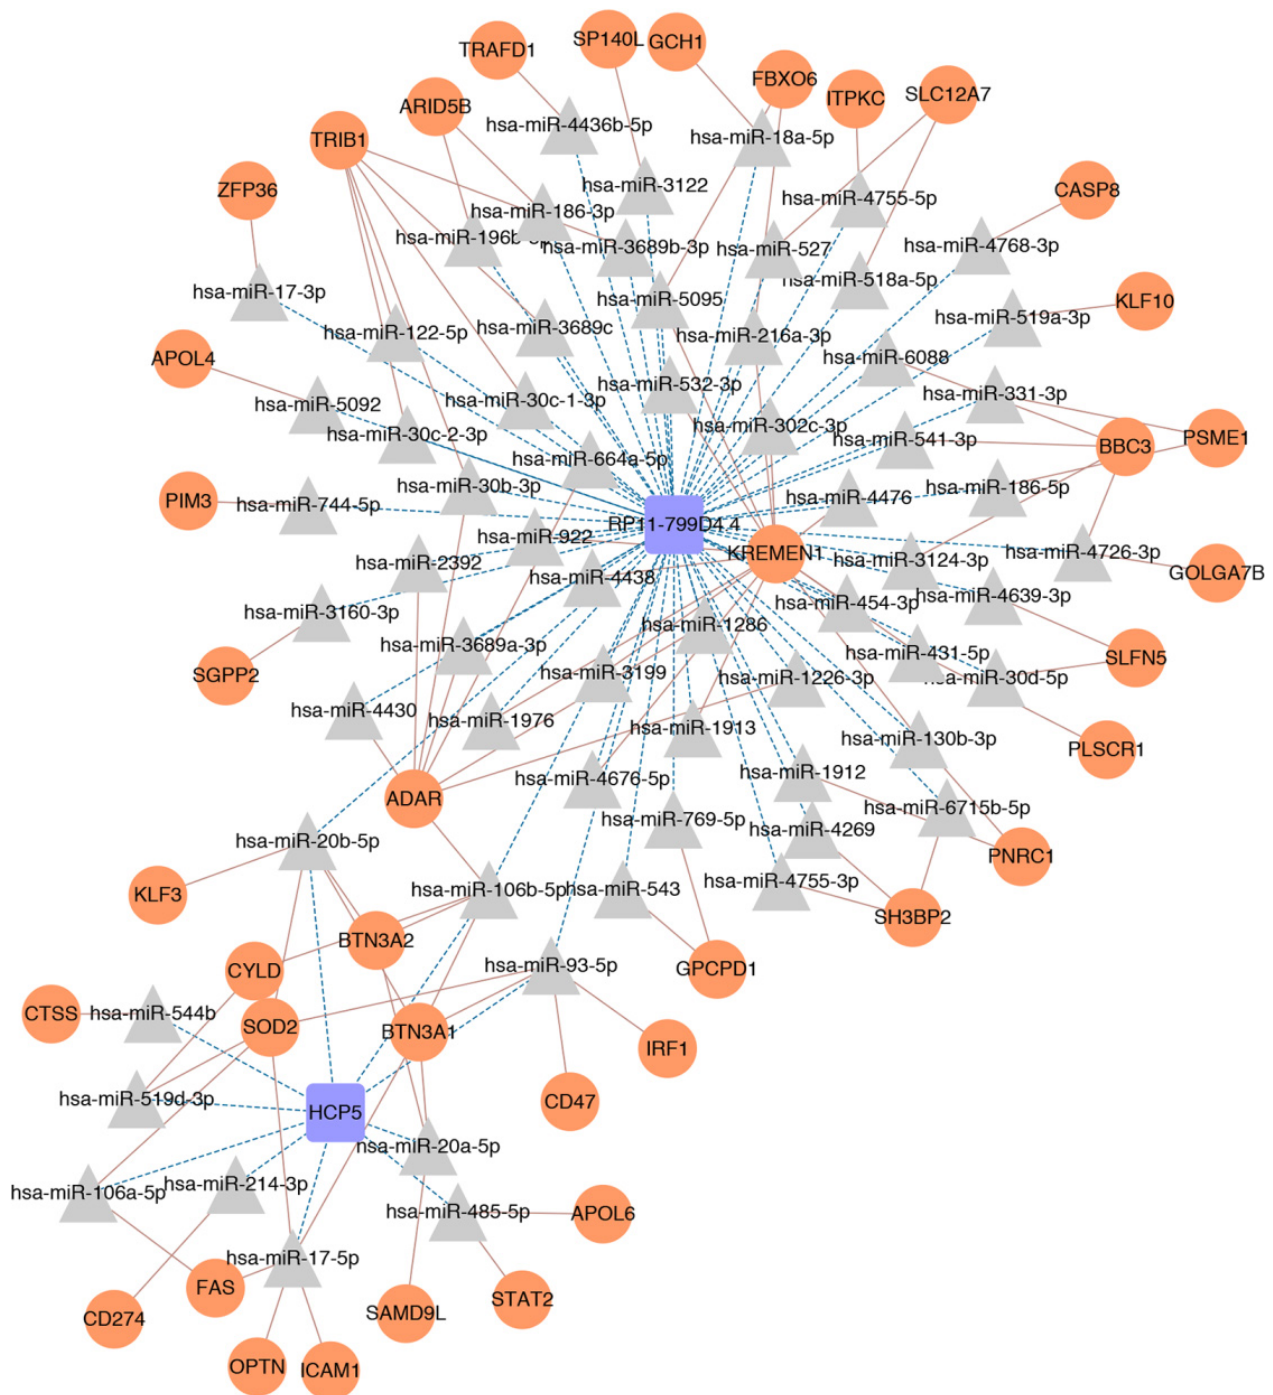 SP140L
GCH1
TRAFD1
FBXO6
SLC12A7
ITPKC
ARID5B
hsa-miR-4436b-5p
hsa-miR-18a-5p
TRIB1
hsa-miR-3122
ZFP36
CASP8
hsa-miR-4755-5p
hsa-miR-186-3p
hsa-miR-3689b-3p
hsa-miR-527
hsa-miR-4768-3p
hsa-miR-518a-5p
hsa-miR-17-3p
hsa-miR-5095
KLF10
hsa-miR-519a-3p
hsa-miR-122-5p
hsa-miR-3689c
hsa-miR-216a-3p
APOL4
hsa-miR-6088
hsa-miR-532-3p
hsa-miR-331-3p
hsa-miR-5092
hsa-miR-30c-1-3p
hsa-miR-302c-3p
hsa-miR-30c-2-3p
hsa-miR-541-3p
BBC3
PSME1
hsa-miR-664a-5p
hsa-miR-30b-3p
hsa-miR-186-5p
PIM3
hsa-miR-744-5p
hsa-miR-4476
RP11-799D4.4
hsa-miR-922
KREMEN1
hsa-miR-4726-3p
hsa-miR-2392
hsa-miR-3124-3p
GOLGA7B
hsa-miR-4438
hsa-miR-4639-3p
hsa-miR-454-3p
hsa-miR-3160-3p
hsa-miR-1286
hsa-miR-3689a-3p
hsa-miR-431-5p
SLFN5
SGPP2
hsa-miR-3199
hsa-miR-1226-3p
hsa-miR-30d-5p
hsa-miR-4430
hsa-miR-1976
hsa-miR-1913
hsa-miR-130b-3p
PLSCR1
hsa-miR-4676-5p
hsa-miR-1912
ADAR
hsa-miR-6715b-5p
hsa-miR-769-5p
hsa-miR-4269
hsa-miR-20b-5p
PNRC1
hsa-miR-4755-3p
KLF3
hsa-miR-106b-5p
hsa-miR-543
SH3BP2
BTN3A2
hsa-miR-93-5p
GPCPD1
CYLD
CTSS
hsa-miR-544b
SOD2
BTN3A1
IRF1
hsa-miR-519d-3p
CD47
HCP5
hsa-miR-20a-5p
hsa-miR-214-3p
hsa-miR-106a-5p
hsa-miR-485-5p
APOL6
hsa-miR-17-5p
FAS
STAT2
SAMD9L
CD274
OPTN
ICAM1